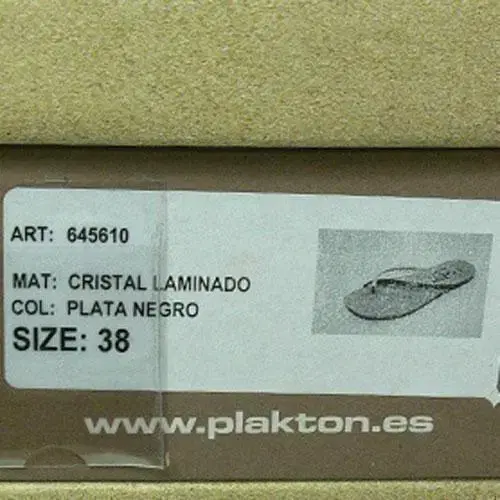 ART: 645610
MAT: CRISTAL LAMINADO
COL: PLATA NEGRO
SIZE: 38
www.plakton.es